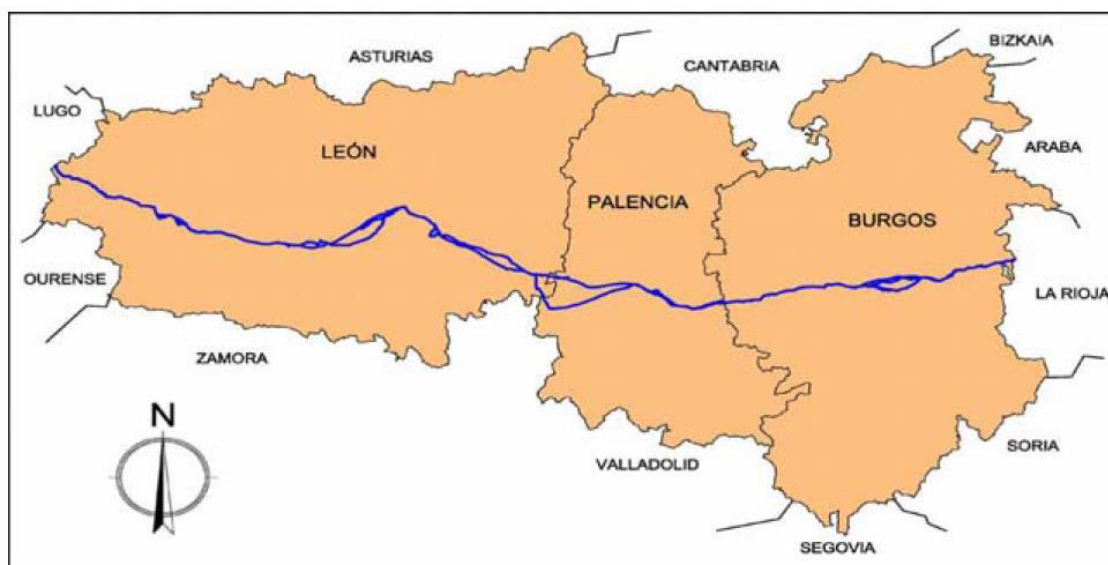 BIZKAIA
ASTURIAS
CANTABRIA
LUGO
ARABA
LEÓN
PALENCIA
BURGOS
OURENSE
LA RIOJA
ZAMORA
N
SORIA
VALLADOLID
SEGOVIA